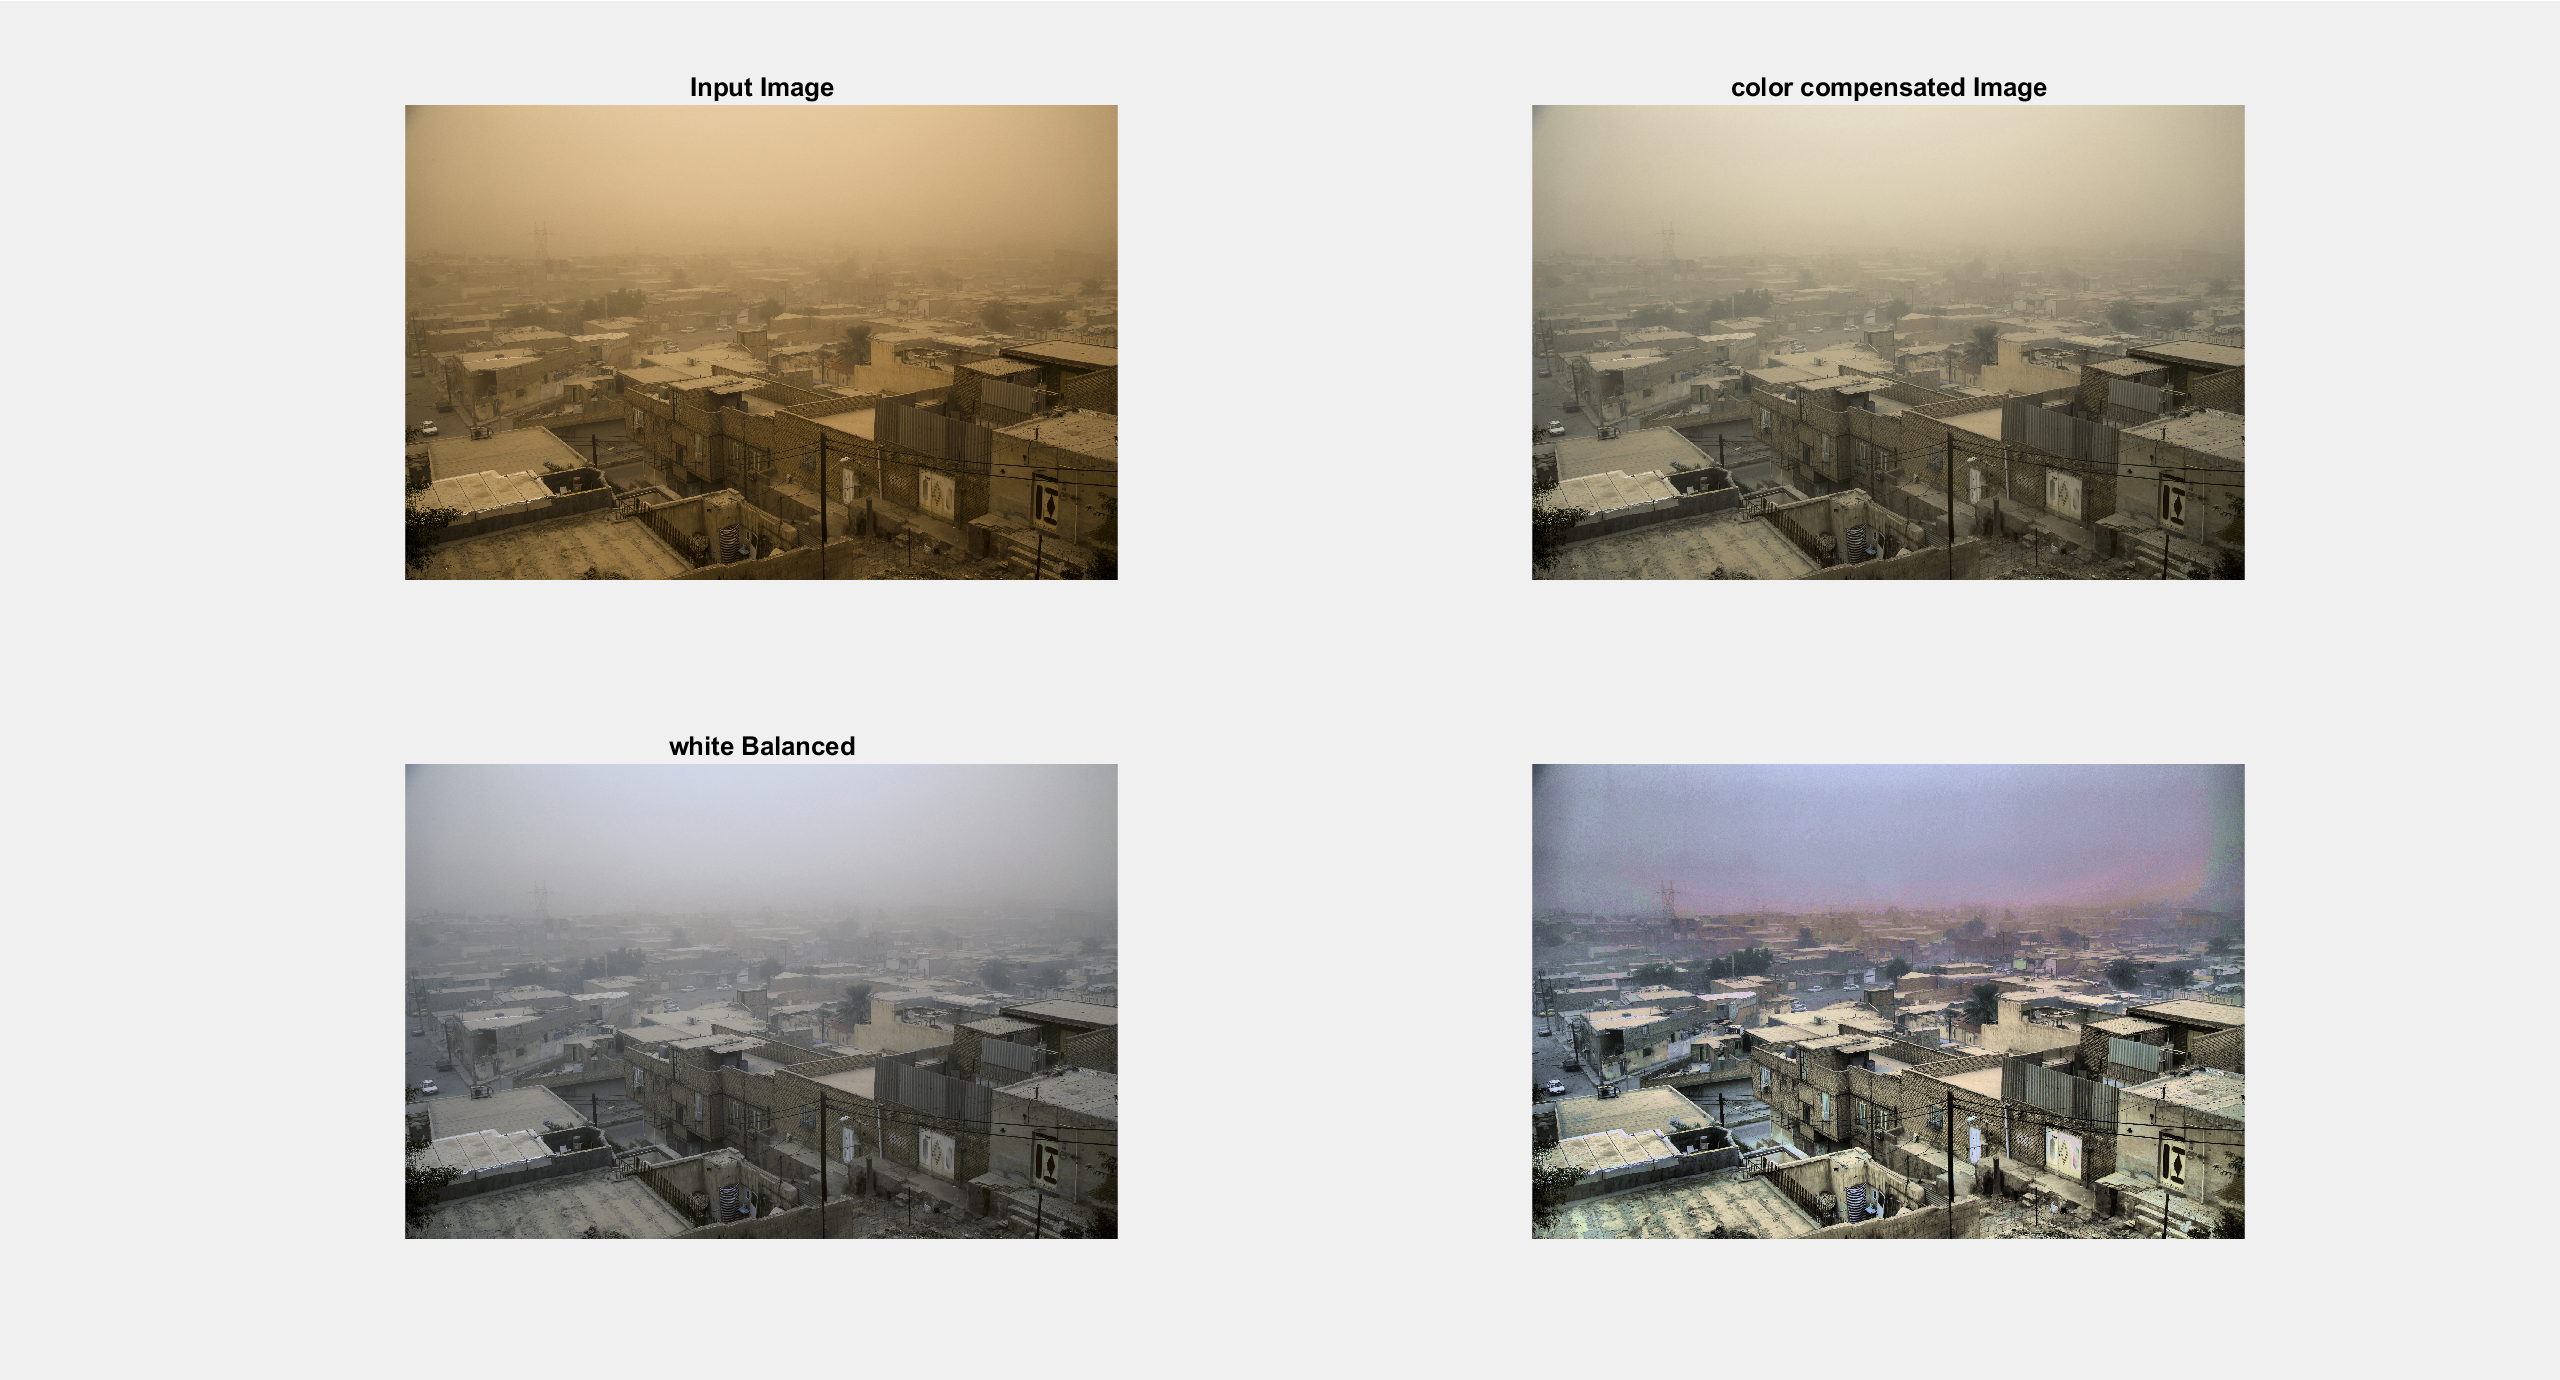 Input Image
color compensated Image
white Balanced